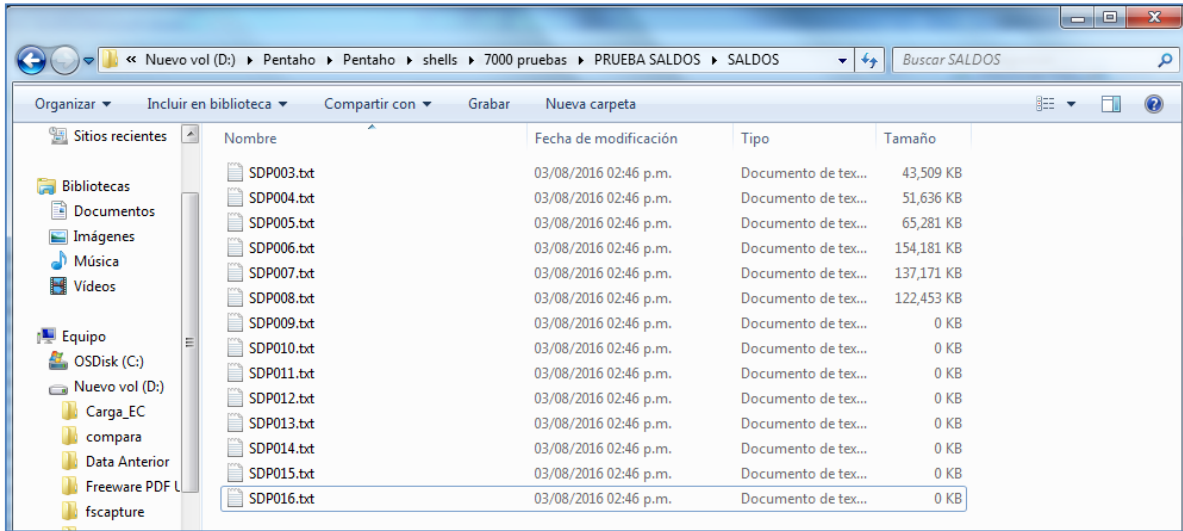 « Nuevo vol (D:) ▸ Pentaho ▸ Pentaho ▸ shells ▸ 7000 pruebas ▸ PRUEBA SALDOS ▸ SALDOS
Buscar SALDOS
Organizar
Incluir en biblioteca
Compartir con
Grabar
Nueva carpeta
Sitios recientes
Bibliotecas
Documentos
Imágenes
Música
Vídeos
Equipo
OSDisk (C:)
Nuevo vol (D:)
Carga_EC
compara
Data Anterior
Freeware PDF U
fscapture
Nombre Fecha de modificación Tipo Tamaño
SDP003.txt 03/08/2016 02:46 p.m. Documento de tex... 43,509 KB
SDP004.txt 03/08/2016 02:46 p.m. Documento de tex... 51,636 KB
SDP005.txt 03/08/2016 02:46 p.m. Documento de tex... 65,281 KB
SDP006.txt 03/08/2016 02:46 p.m. Documento de tex... 154,181 KB
SDP007.txt 03/08/2016 02:46 p.m. Documento de tex... 137,171 KB
SDP008.txt 03/08/2016 02:46 p.m. Documento de tex... 122,453 KB
SDP009.txt 03/08/2016 02:46 p.m. Documento de tex... 0 KB
SDP010.txt 03/08/2016 02:46 p.m. Documento de tex... 0 KB
SDP011.txt 03/08/2016 02:46 p.m. Documento de tex... 0 KB
SDP012.txt 03/08/2016 02:46 p.m. Documento de tex... 0 KB
SDP013.txt 03/08/2016 02:46 p.m. Documento de tex... 0 KB
SDP014.txt 03/08/2016 02:46 p.m. Documento de tex... 0 KB
SDP015.txt 03/08/2016 02:46 p.m. Documento de tex... 0 KB
SDP016.txt 03/08/2016 02:46 p.m. Documento de tex... 0 KB